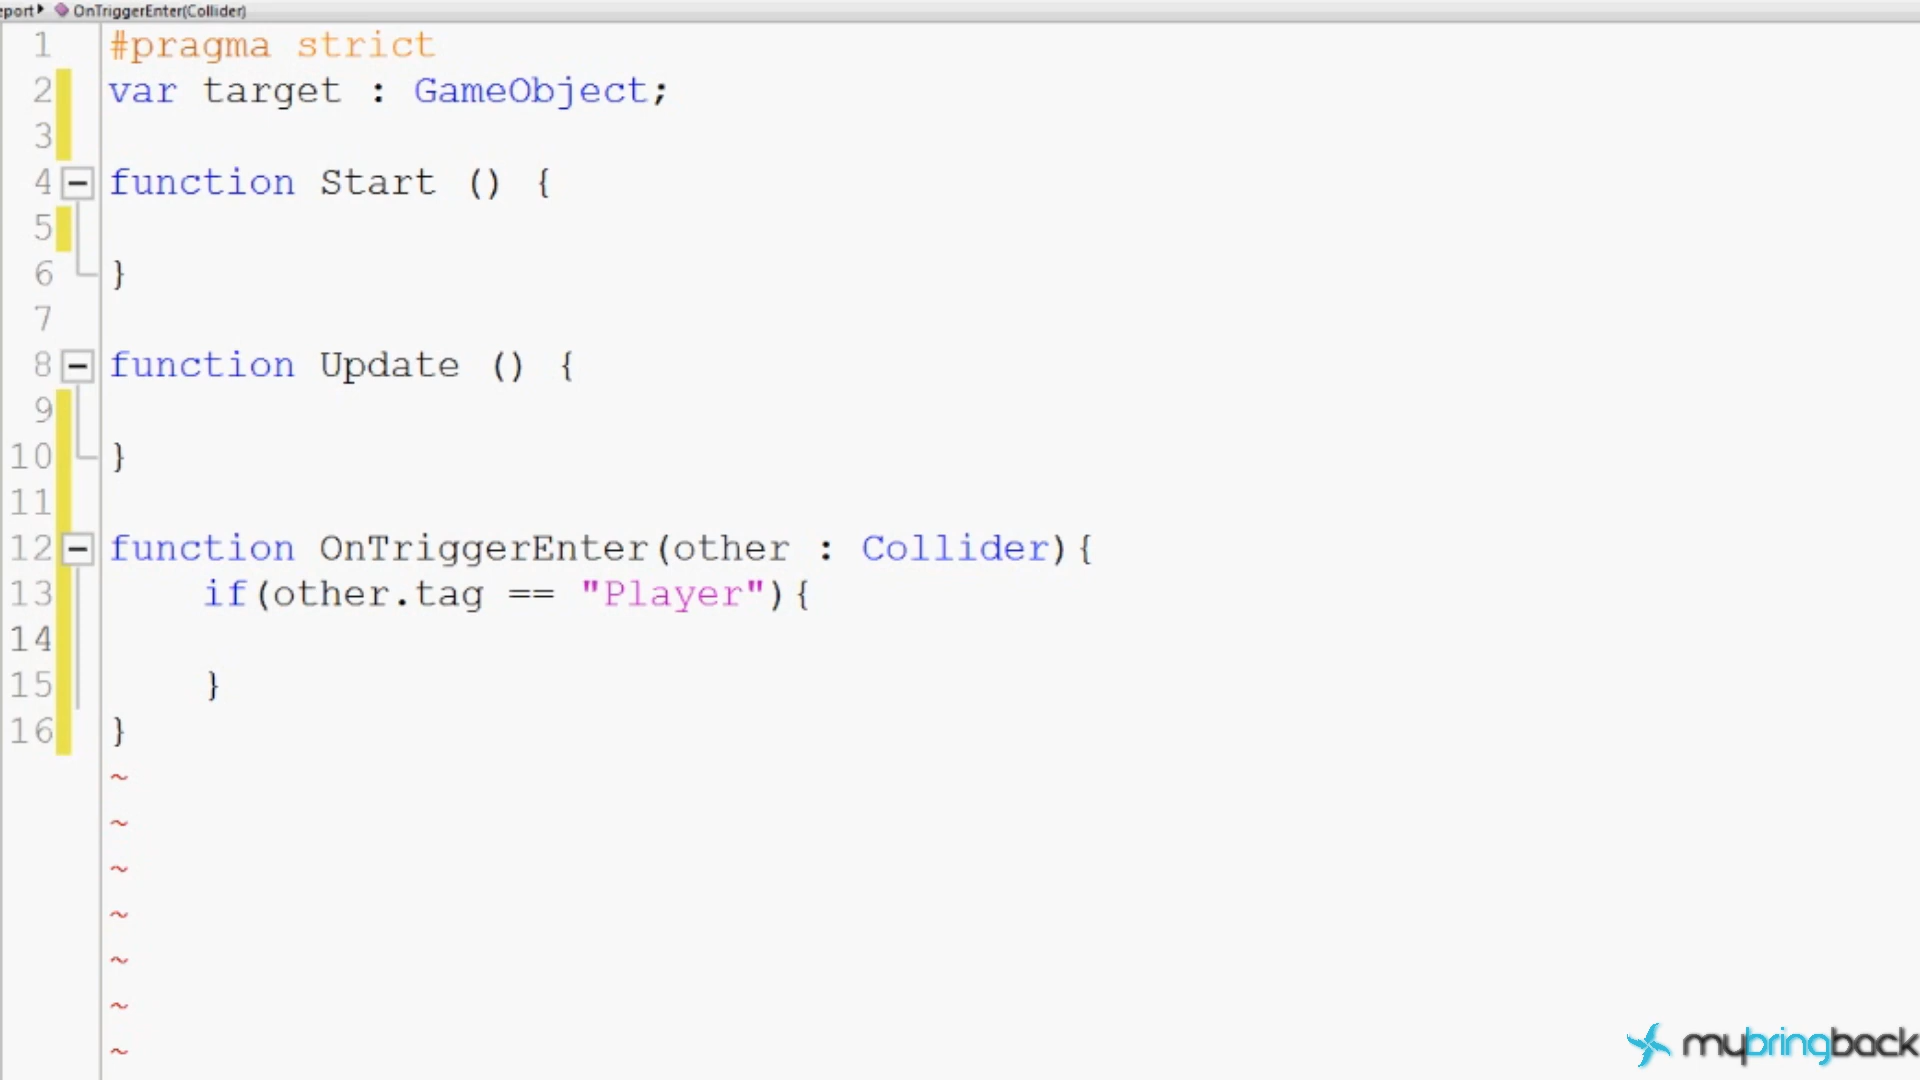 eport OnTriggerEnter(Collider)
1 #pragma strict
2 var target : GameObject;
3
4 function Start () {
5
6 }
7
8 function Update () {
9
10 }
11
12 function OnTriggerEnter(other : Collider){
13 if(other.tag == "Player"){
14
15 }
16 }
~
~
~
~
~
~
~
mybringback